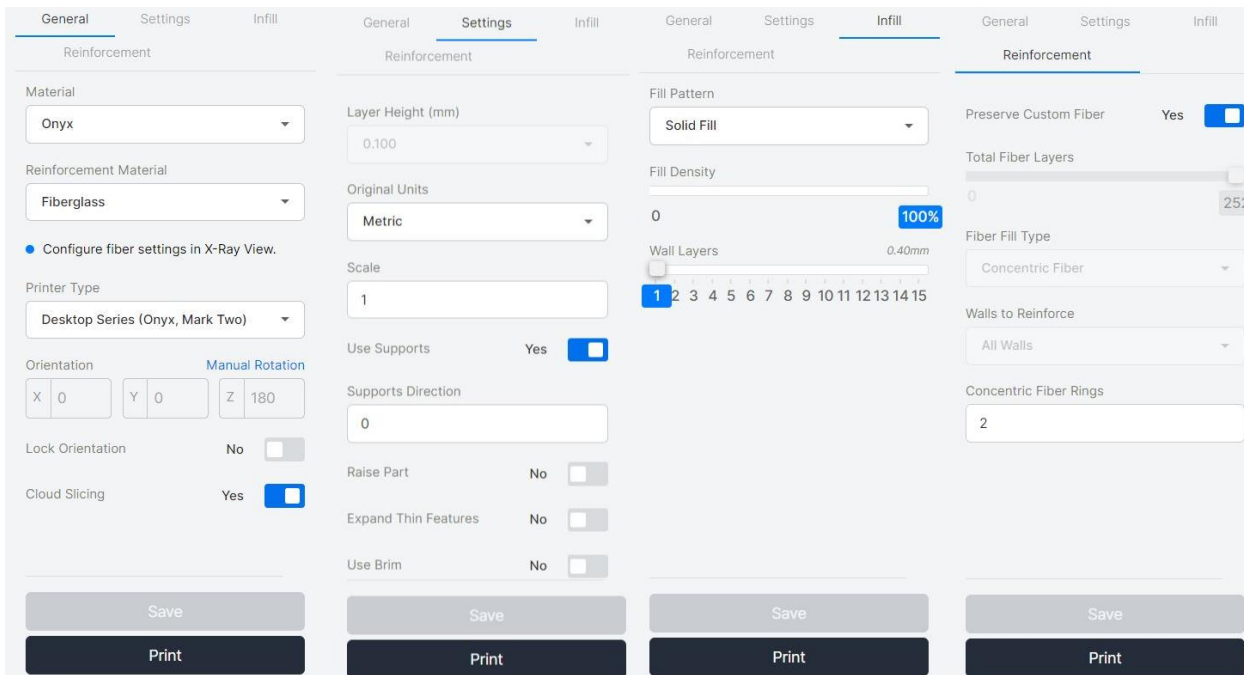 General Settings Infill
Reinforcement
Material
Onyx
Reinforcement Material
Fiberglass
Configure fiber settings in X-Ray View.
Printer Type
Desktop Series (Onyx, Mark Two)
Orientation Manual Rotation
X 0 Y 0 Z 180
Lock Orientation No
Cloud Slicing Yes
Save
Print
General Settings Infill
Reinforcement
Layer Height (mm)
0.100
Original Units
Metric
Scale
1
Use Supports Yes
Supports Direction
0
Raise Part No
Expand Thin Features No
Use Brim No
Save
Print
General Settings Infill
Reinforcement
Fill Pattern
Solid Fill
Fill Density
0 100%
Wall Layers 0.40mm
1 2 3 4 5 6 7 8 9 10 11 12 13 14 15
Save
Print
General Settings Infill
Reinforcement
Preserve Custom Fiber Yes
Total Fiber Layers
0 252
Fiber Fill Type
Concentric Fiber
Walls to Reinforce
All Walls
Concentric Fiber Rings
2
Save
Print